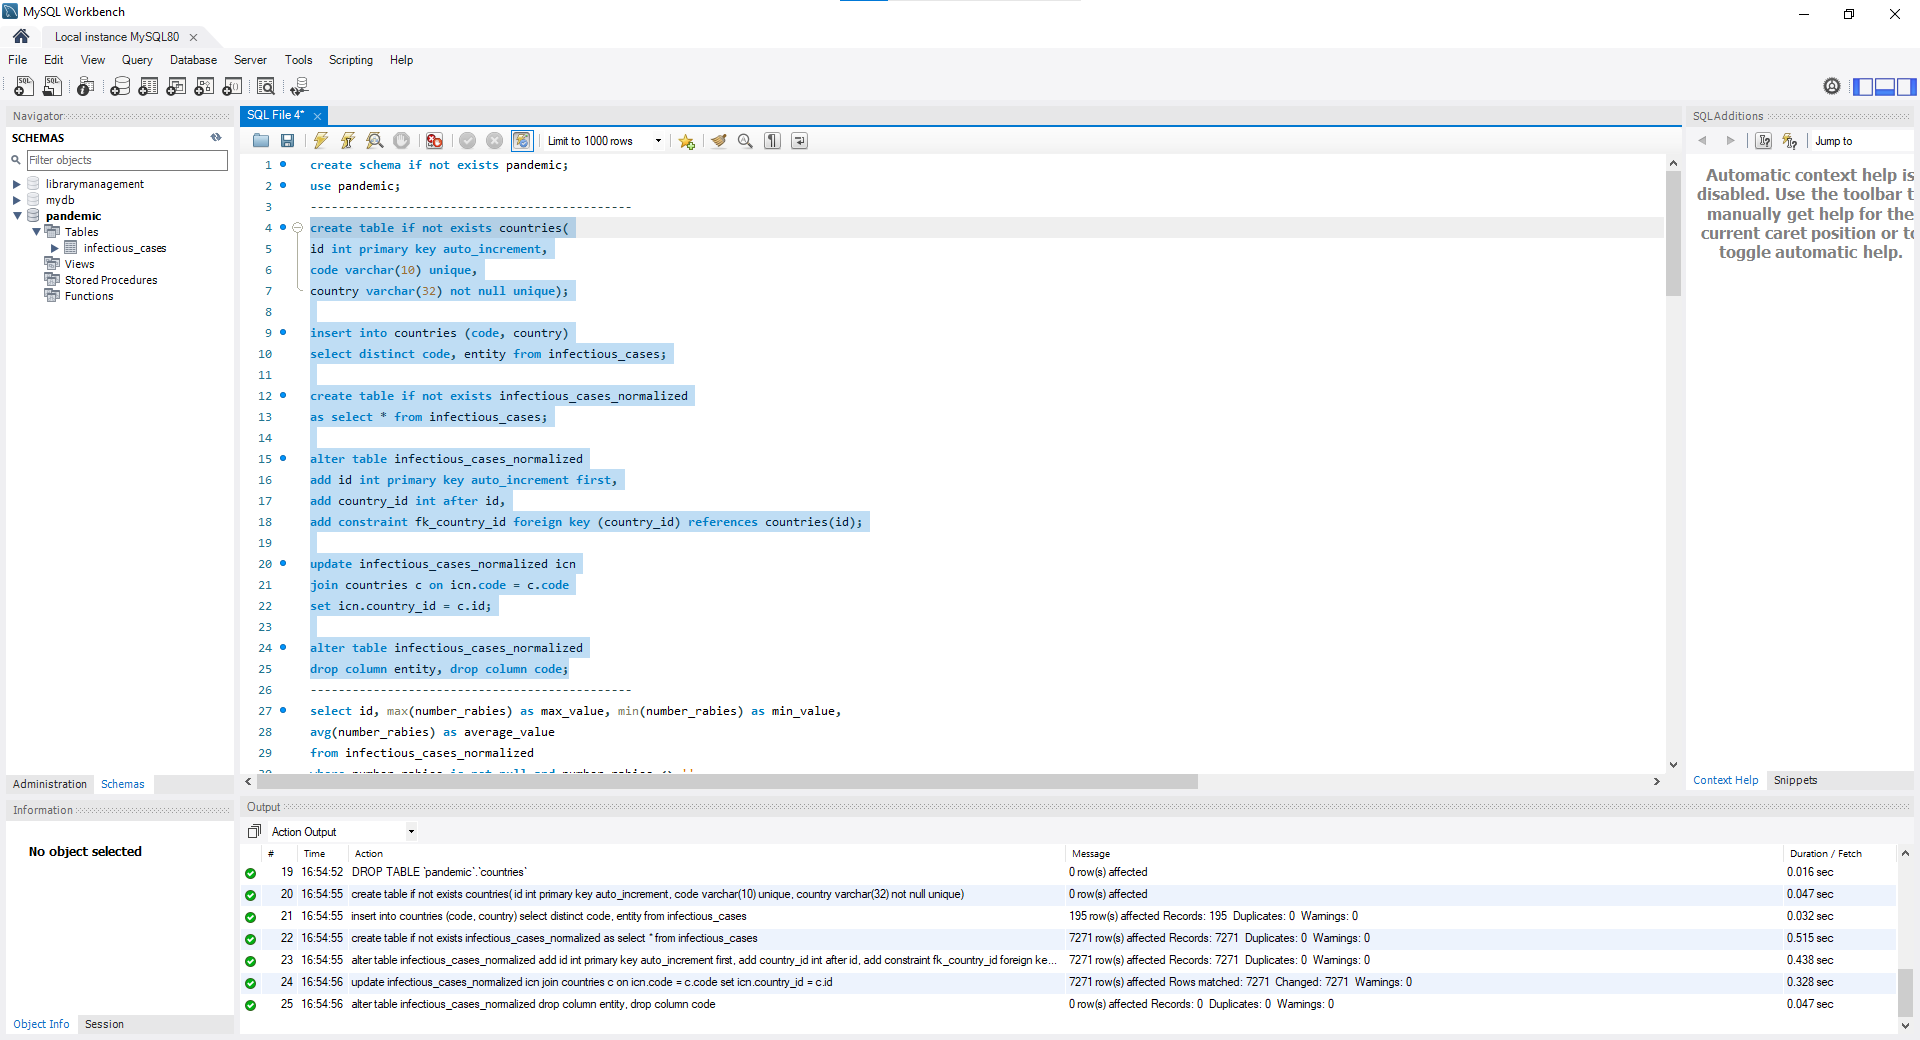 MySQL Workbench
Local instance MySQL80
File Edit View Query Database Server Tools Scripting Help
Navigator
SCHEMAS
Filter objects
librarymanagement
mydb
pandemic
Tables
infectious_cases
Views
Stored Procedures
Functions
Administration Schemas
Information
No object selected
Object Info Session
SQL File 4*
Limit to 1000 rows
1 create schema if not exists pandemic;
2 use pandemic;
3 ----------------------------------------------
4 create table if not exists countries(
5 id int primary key auto_increment,
6 code varchar(10) unique,
7 country varchar(32) not null unique);
8
9 insert into countries (code, country)
10 select distinct code, entity from infectious_cases;
11
12 create table if not exists infectious_cases_normalized
13 as select * from infectious_cases;
14
15 alter table infectious_cases_normalized
16 add id int primary key auto_increment first,
17 add country_id int after id,
18 add constraint fk_country_id foreign key (country_id) references countries(id);
19
20 update infectious_cases_normalized icn
21 join countries c on icn.code = c.code
22 set icn.country_id = c.id;
23
24 alter table infectious_cases_normalized
25 drop column entity, drop column code;
26 ----------------------------------------------
27 select id, max(number_rabies) as max_value, min(number_rabies) as min_value,
28 avg(number_rabies) as average_value
29 from infectious_cases_normalized
SQLAdditions
Jump to
Automatic context help is
disabled. Use the toolbar t
manually get help for the
current caret position or to
toggle automatic help.
Context Help Snippets
Output
Action Output
# Time Action Message Duration / Fetch
19 16:54:52 DROP TABLE `pandemic`.`countries` 0 row(s) affected 0.016 sec
20 16:54:55 create table if not exists countries( id int primary key auto_increment, code varchar(10) unique, country varchar(32) not null unique) 0 row(s) affected 0.047 sec
21 16:54:55 insert into countries (code, country) select distinct code, entity from infectious_cases 195 row(s) affected Records: 195 Duplicates: 0 Warnings: 0 0.032 sec
22 16:54:55 create table if not exists infectious_cases_normalized as select * from infectious_cases 7271 row(s) affected Records: 7271 Duplicates: 0 Warnings: 0 0.515 sec
23 16:54:55 alter table infectious_cases_normalized add id int primary key auto_increment first, add country_id int after id, add constraint fk_country_id foreign ke... 7271 row(s) affected Records: 7271 Duplicates: 0 Warnings: 0 0.438 sec
24 16:54:56 update infectious_cases_normalized icn join countries c on icn.code = c.code set icn.country_id = c.id 7271 row(s) affected Rows matched: 7271 Changed: 7271 Warnings: 0 0.328 sec
25 16:54:56 alter table infectious_cases_normalized drop column entity, drop column code 0 row(s) affected Records: 0 Duplicates: 0 Warnings: 0 0.047 sec